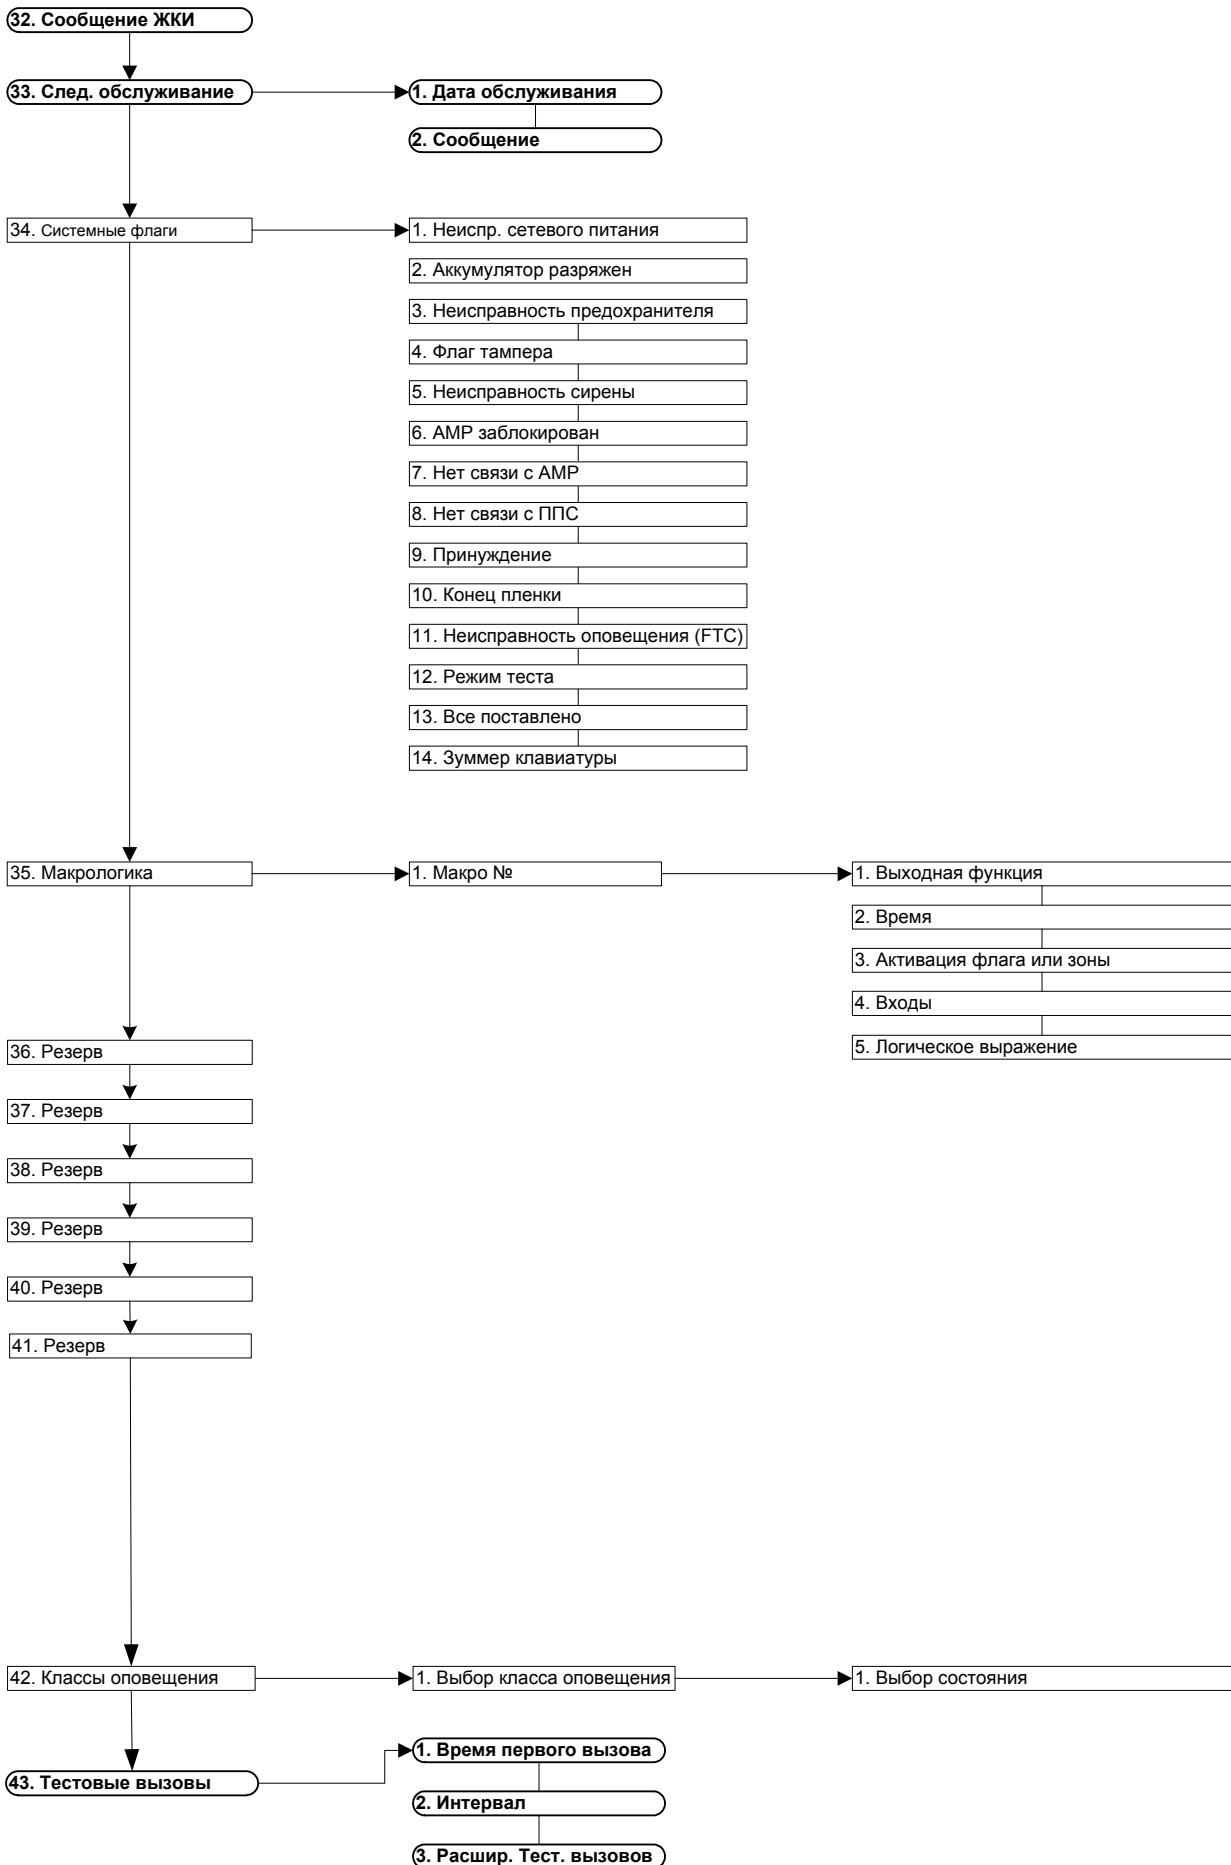 32. Сообщение ЖКИ
33. След. обслуживание
1. Дата обслуживания
2. Сообщение
34. Системные флаги
1. Неиспр. сетевого питания
2. Аккумулятор разряжен
3. Неисправность предохранителя
4. Флаг тампера
5. Неисправность сирены
6. АМР заблокирован
7. Нет связи с АМР
8. Нет связи с ППС
9. Принуждение
10. Конец пленки
11. Неисправность оповещения (FTC)
12. Режим теста
13. Все поставлено
14. Зуммер клавиатуры
35. Макрологика
1. Макро №
1. Выходная функция
2. Время
3. Активация флага или зоны
4. Входы
5. Логическое выражение
36. Резерв
37. Резерв
38. Резерв
39. Резерв
40. Резерв
41. Резерв
42. Классы оповещения
1. Выбор класса оповещения
1. Выбор состояния
43. Тестовые вызовы
1. Время первого вызова
2. Интервал
3. Расшир. Тест. вызовов